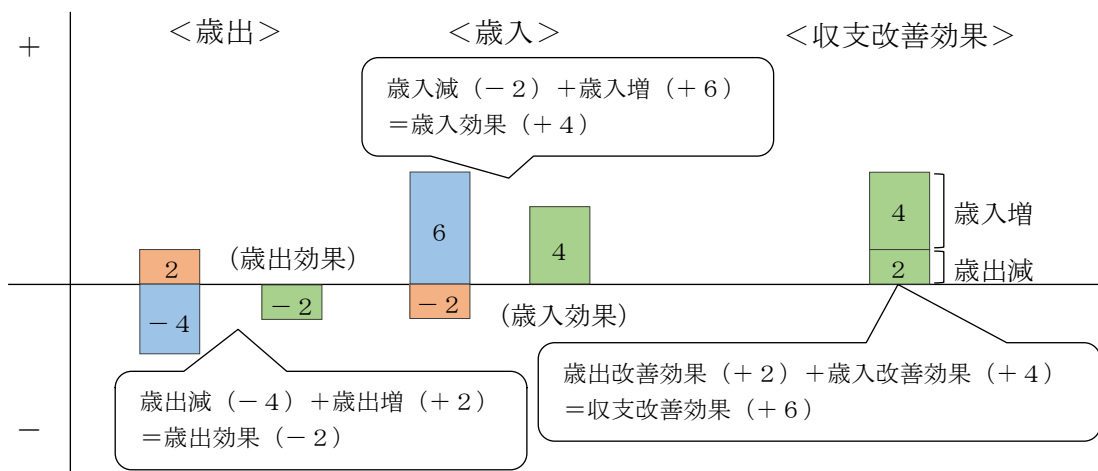 ＋
＜歳出＞
＜歳入＞
＜収支改善効果＞
歳入減（－２）＋歳入増（＋６）
＝歳入効果（＋４）
６
４
４
歳入増
２
（歳出効果）
２
歳出減
－４
－２
－２
（歳入効果）
歳出減（－４）＋歳出増（＋２）
＝歳出効果（－２）
歳出改善効果（＋２）＋歳入改善効果（＋４）
＝収支改善効果（＋６）
－